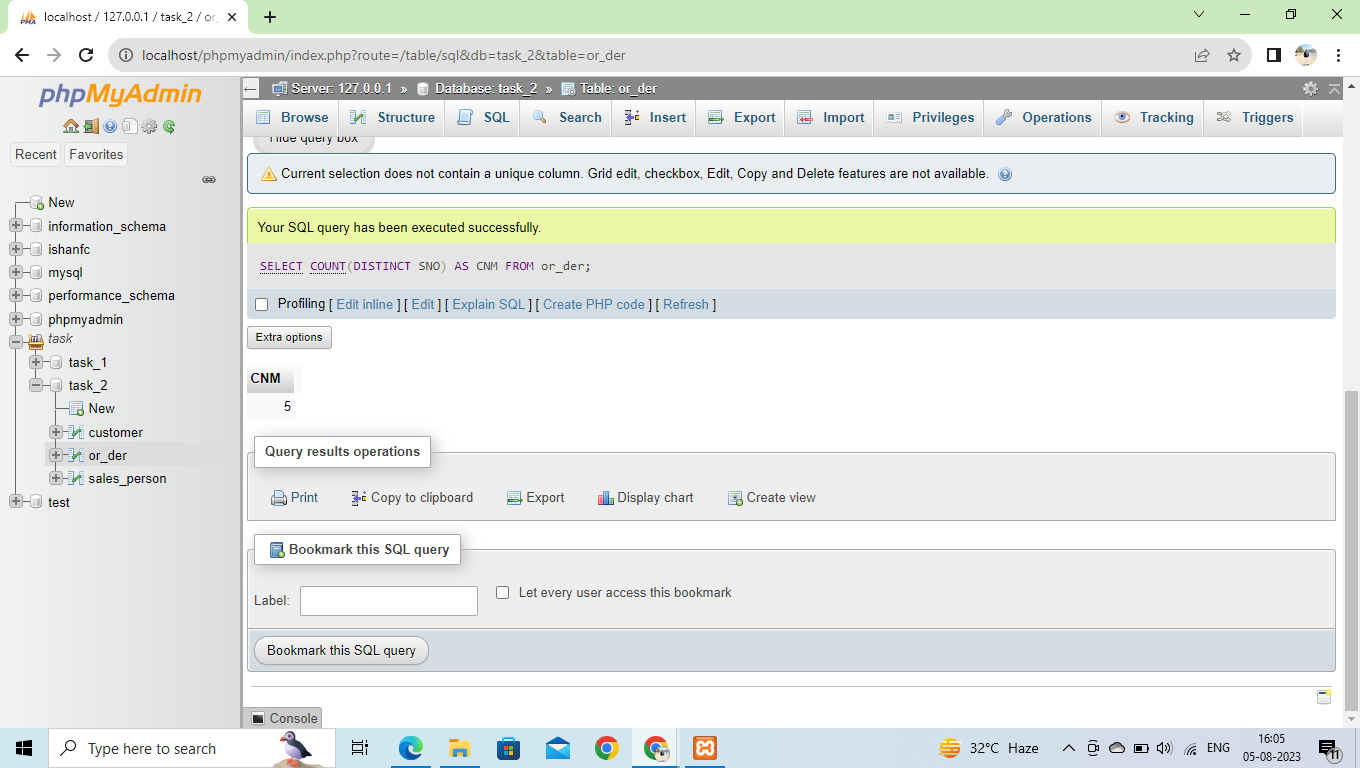 localhost / 127.0.0.1 / task_2 / or_
localhost/phpmyadmin/index.php?route=/table/sql&db=task_2&table=or_der
phpMyAdmin
Recent
Favorites
New
information_schema
ishanfc
mysql
performance_schema
phpmyadmin
task
task_1
task_2
New
customer
or_der
sales_person
test
Server: 127.0.0.1 » Database: task_2 » Table: or_der
Browse Structure SQL Search Insert Export Import Privileges Operations Tracking Triggers
Hide query box
Current selection does not contain a unique column. Grid edit, checkbox, Edit, Copy and Delete features are not available.
Your SQL query has been executed successfully.
SELECT COUNT(DISTINCT SNO) AS CNM FROM or_der;
Profiling [ Edit inline ] [ Edit ] [ Explain SQL ] [ Create PHP code ] [ Refresh ]
Extra options
CNM
5
Query results operations
Print Copy to clipboard Export Display chart Create view
Bookmark this SQL query
Label:
Let every user access this bookmark
Bookmark this SQL query
Console
Type here to search
32°C Haze
ENG
16:05
05-08-2023
11